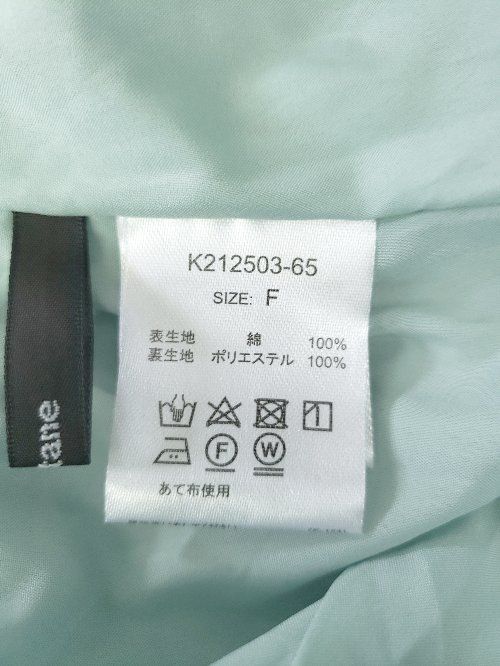 K212503-65
SIZE: F
表生地 綿 100%
裏生地 ポリエステル 100%
F W
あて布使用
tane